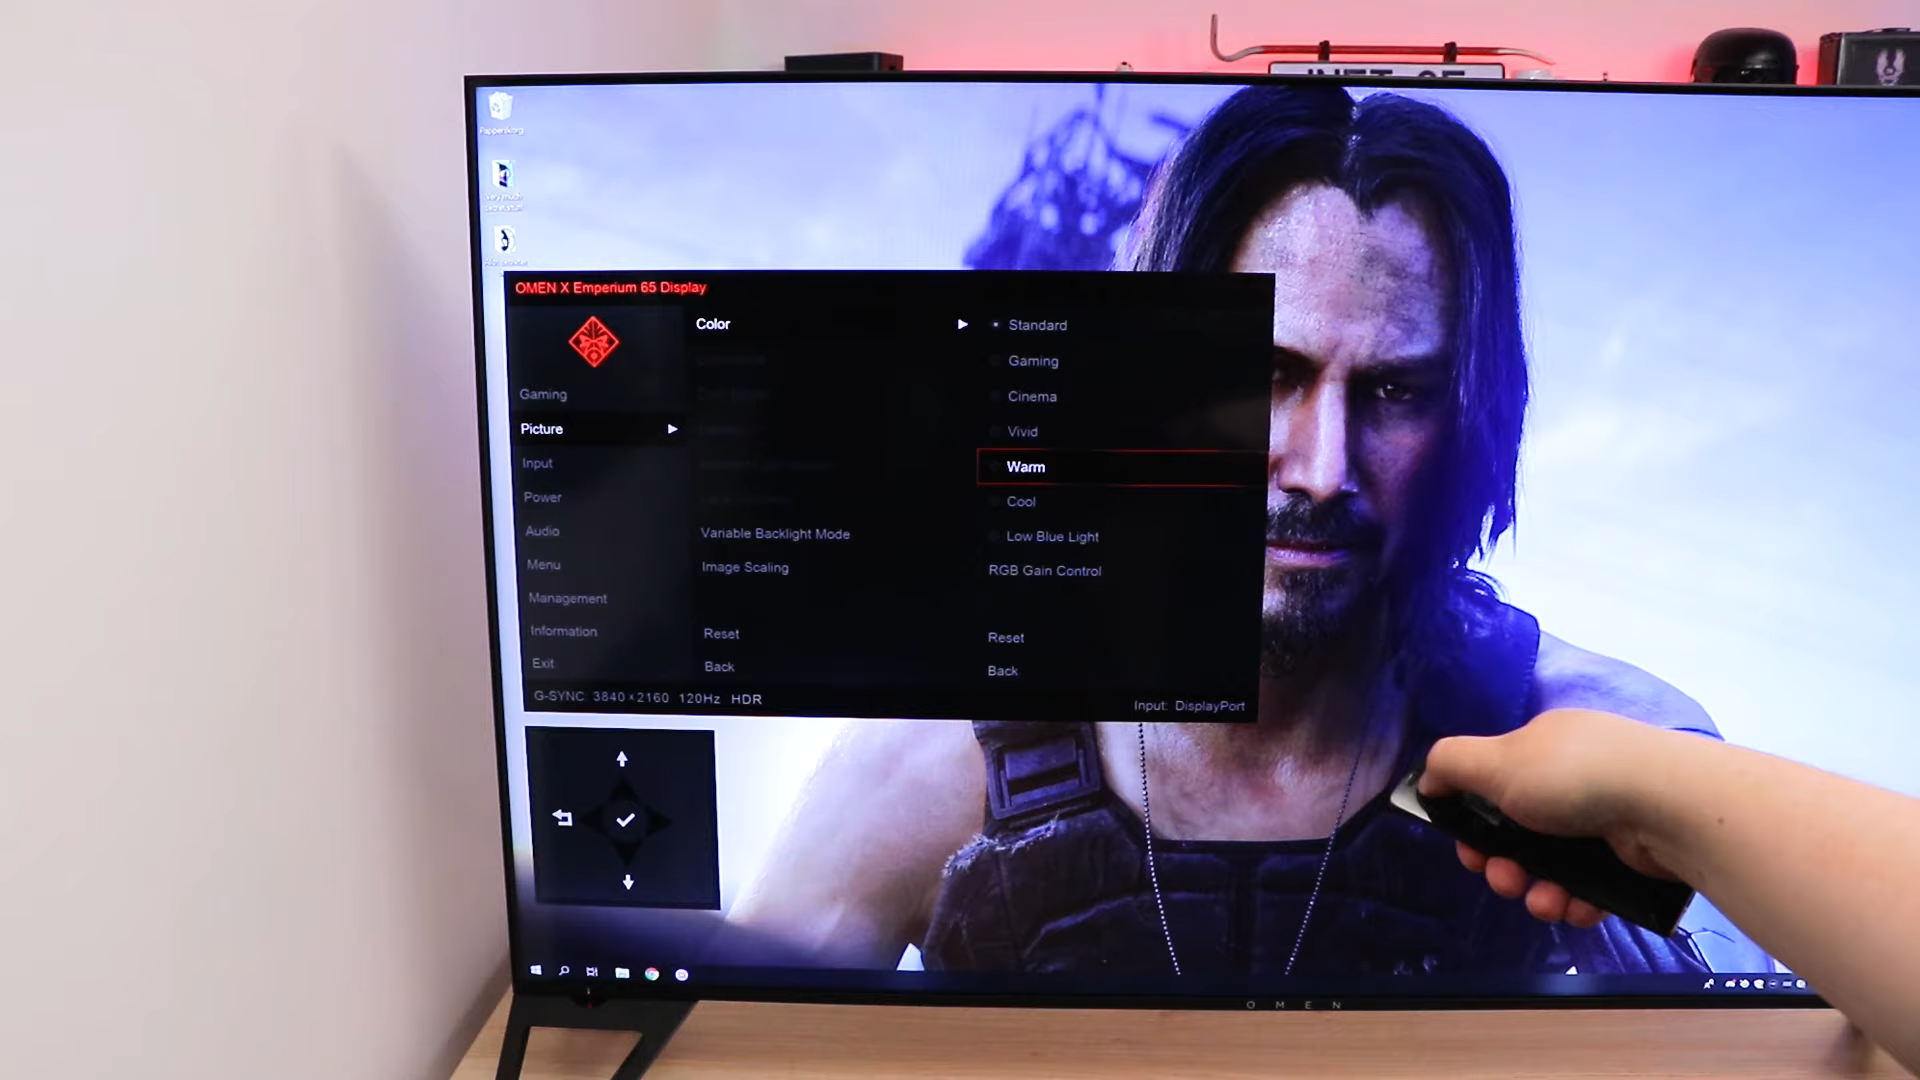 Papperskorg
OMEN X Emperium 65 Display
Gaming
Picture
Input
Power
Audio
Menu
Management
Information
Exit
Color
Variable Backlight Mode
Image Scaling
Reset
Back
Standard
Gaming
Cinema
Vivid
Warm
Cool
Low Blue Light
RGB Gain Control
Reset
Back
G-SYNC 3840×2160 120Hz HDR
Input: DisplayPort
OMEN